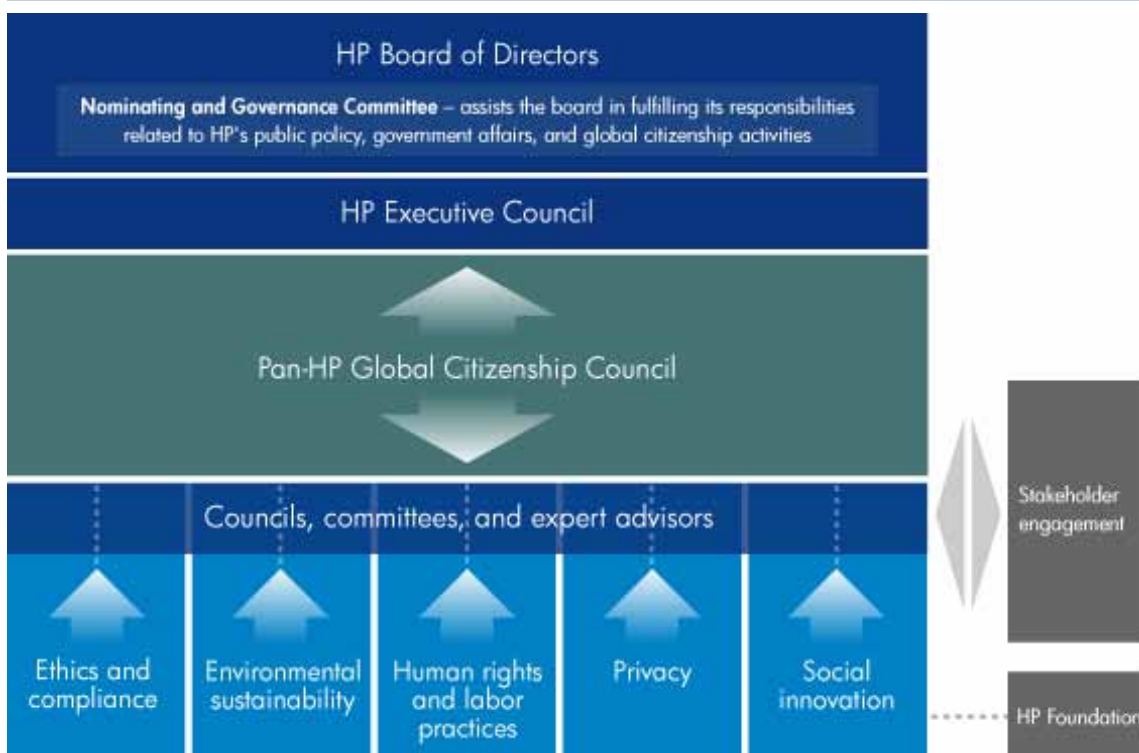 HP Board of Directors
Nominating and Governance Committee – assists the board in fulfilling its responsibilities
related to HP's public policy, government affairs, and global citizenship activities
HP Executive Council
Pan-HP Global Citizenship Council
Councils, committees, and expert advisors
Ethics and
compliance
Environmental
sustainability
Human rights
and labor
practices
Privacy
Social
innovation
Stakeholder
engagement
HP Foundation